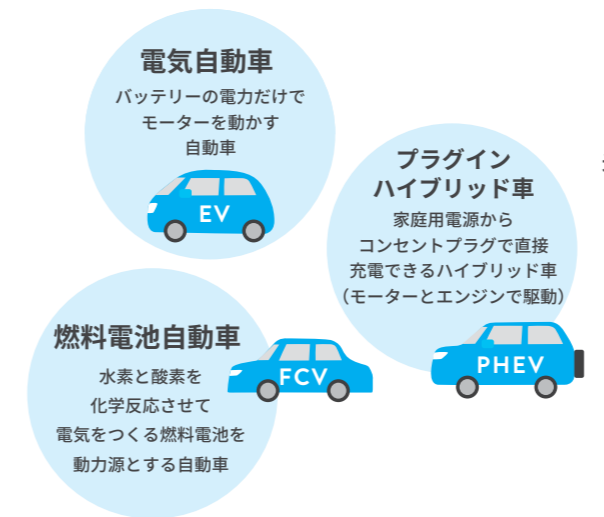 電気自動車
バッテリーの電力だけで
モーターを動かす
自動車
EV
プラグイン
ハイブリッド車
家庭用電源から
コンセントプラグで直接
充電できるハイブリッド車
（モーターとエンジンで駆動）
PHEV
燃料電池自動車
水素と酸素を
化学反応させて
電気をつくる燃料電池を
動力源とする自動車
FCV